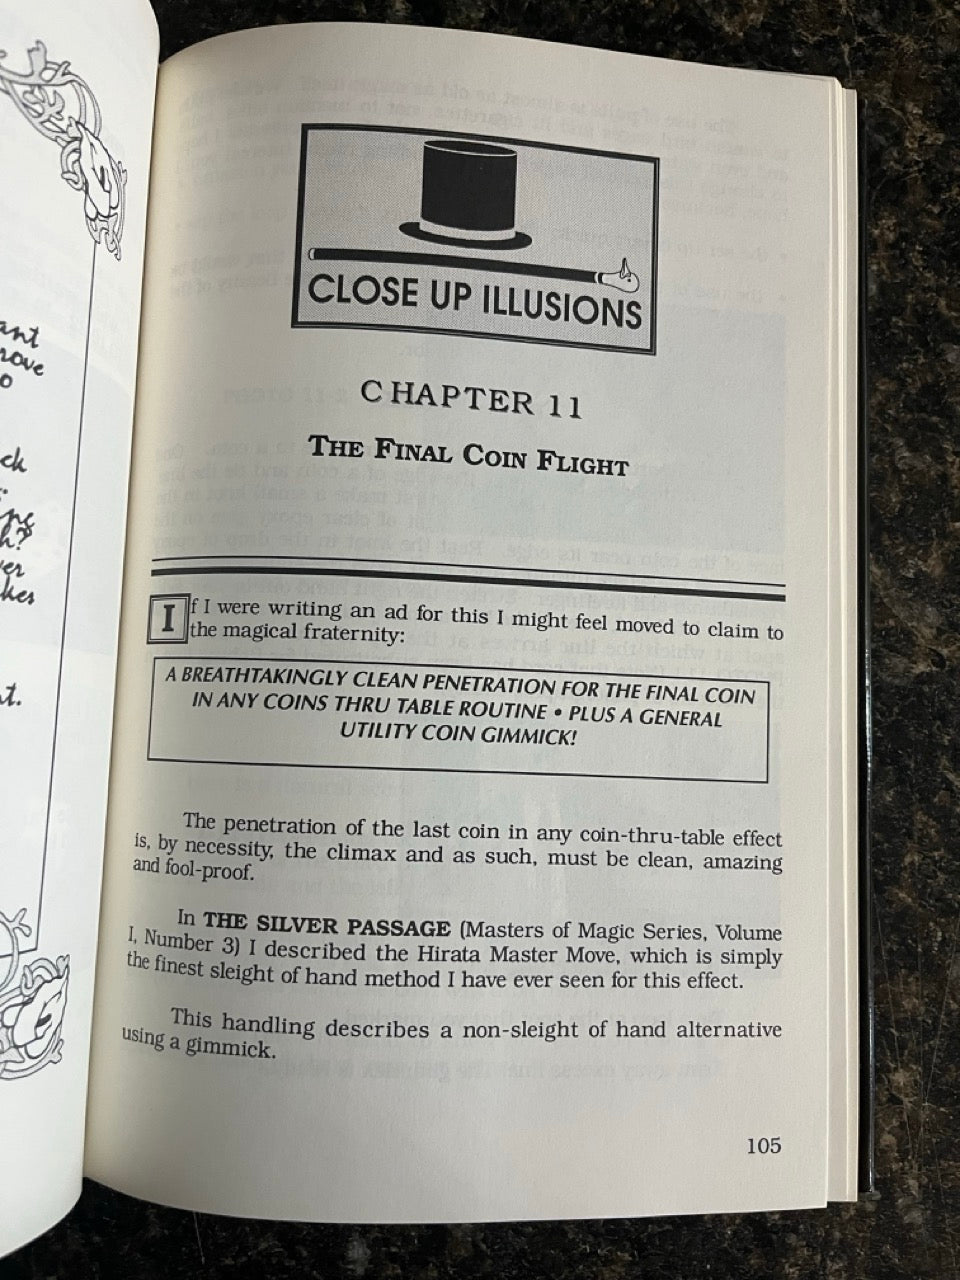 ant
rove
ck
h?
ver
kes
t.
CLOSE UP ILLUSIONS
CHAPTER 11
THE FINAL COIN FLIGHT
If I were writing an ad for this I might feel moved to claim to
the magical fraternity:
A BREATHTAKINGLY CLEAN PENETRATION FOR THE FINAL COIN
IN ANY COINS THRU TABLE ROUTINE • PLUS A GENERAL
UTILITY COIN GIMMICK!
The penetration of the last coin in any coin-thru-table effect
is, by necessity, the climax and as such, must be clean, amazing
and fool-proof.
In THE SILVER PASSAGE (Masters of Magic Series, Volume
I, Number 3) I described the Hirata Master Move, which is simply
the finest sleight of hand method I have ever seen for this effect.
This handling describes a non-sleight of hand alternative
using a gimmick.
105